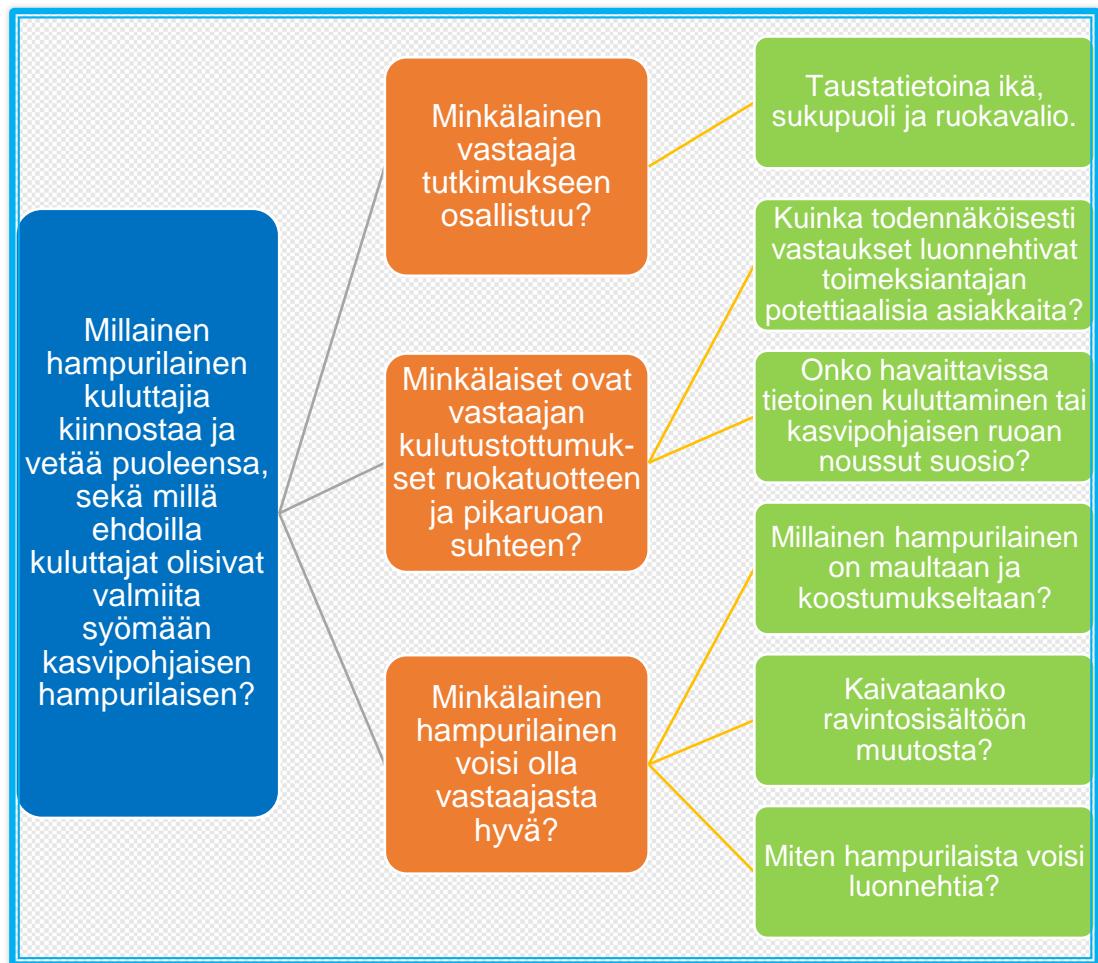 Millainen
hampurilainen
kuluttajia
kiinnostaa ja
vetää puoleensa,
sekä millä
ehdoilla
kuluttajat olisivat
valmiita
syömään
kasvipohjaisen
hampurilaisen?
Minkälainen
vastaaja
tutkimukseen
osallistuu?
Taustatietoina ikä,
sukupuoli ja ruokavalio.
Minkälaiset ovat
vastaajan
kulutustottumuk-
set ruokatuotteen
ja pikaruoan
suhteen?
Kuinka todennäköisesti
vastaukset luonnehtivat
toimeksiantajan
potettiaalisia asiakkaita?
Onko havaittavissa
tietoinen kuluttaminen tai
kasvipohjaisen ruoan
noussut suosio?
Minkälainen
hampurilainen
voisi olla
vastaajasta
hyvä?
Millainen hampurilainen
on maultaan ja
koostumukseltaan?
Kaivataanko
ravintosisältöön
muutosta?
Miten hampurilaista voisi
luonnehtia?